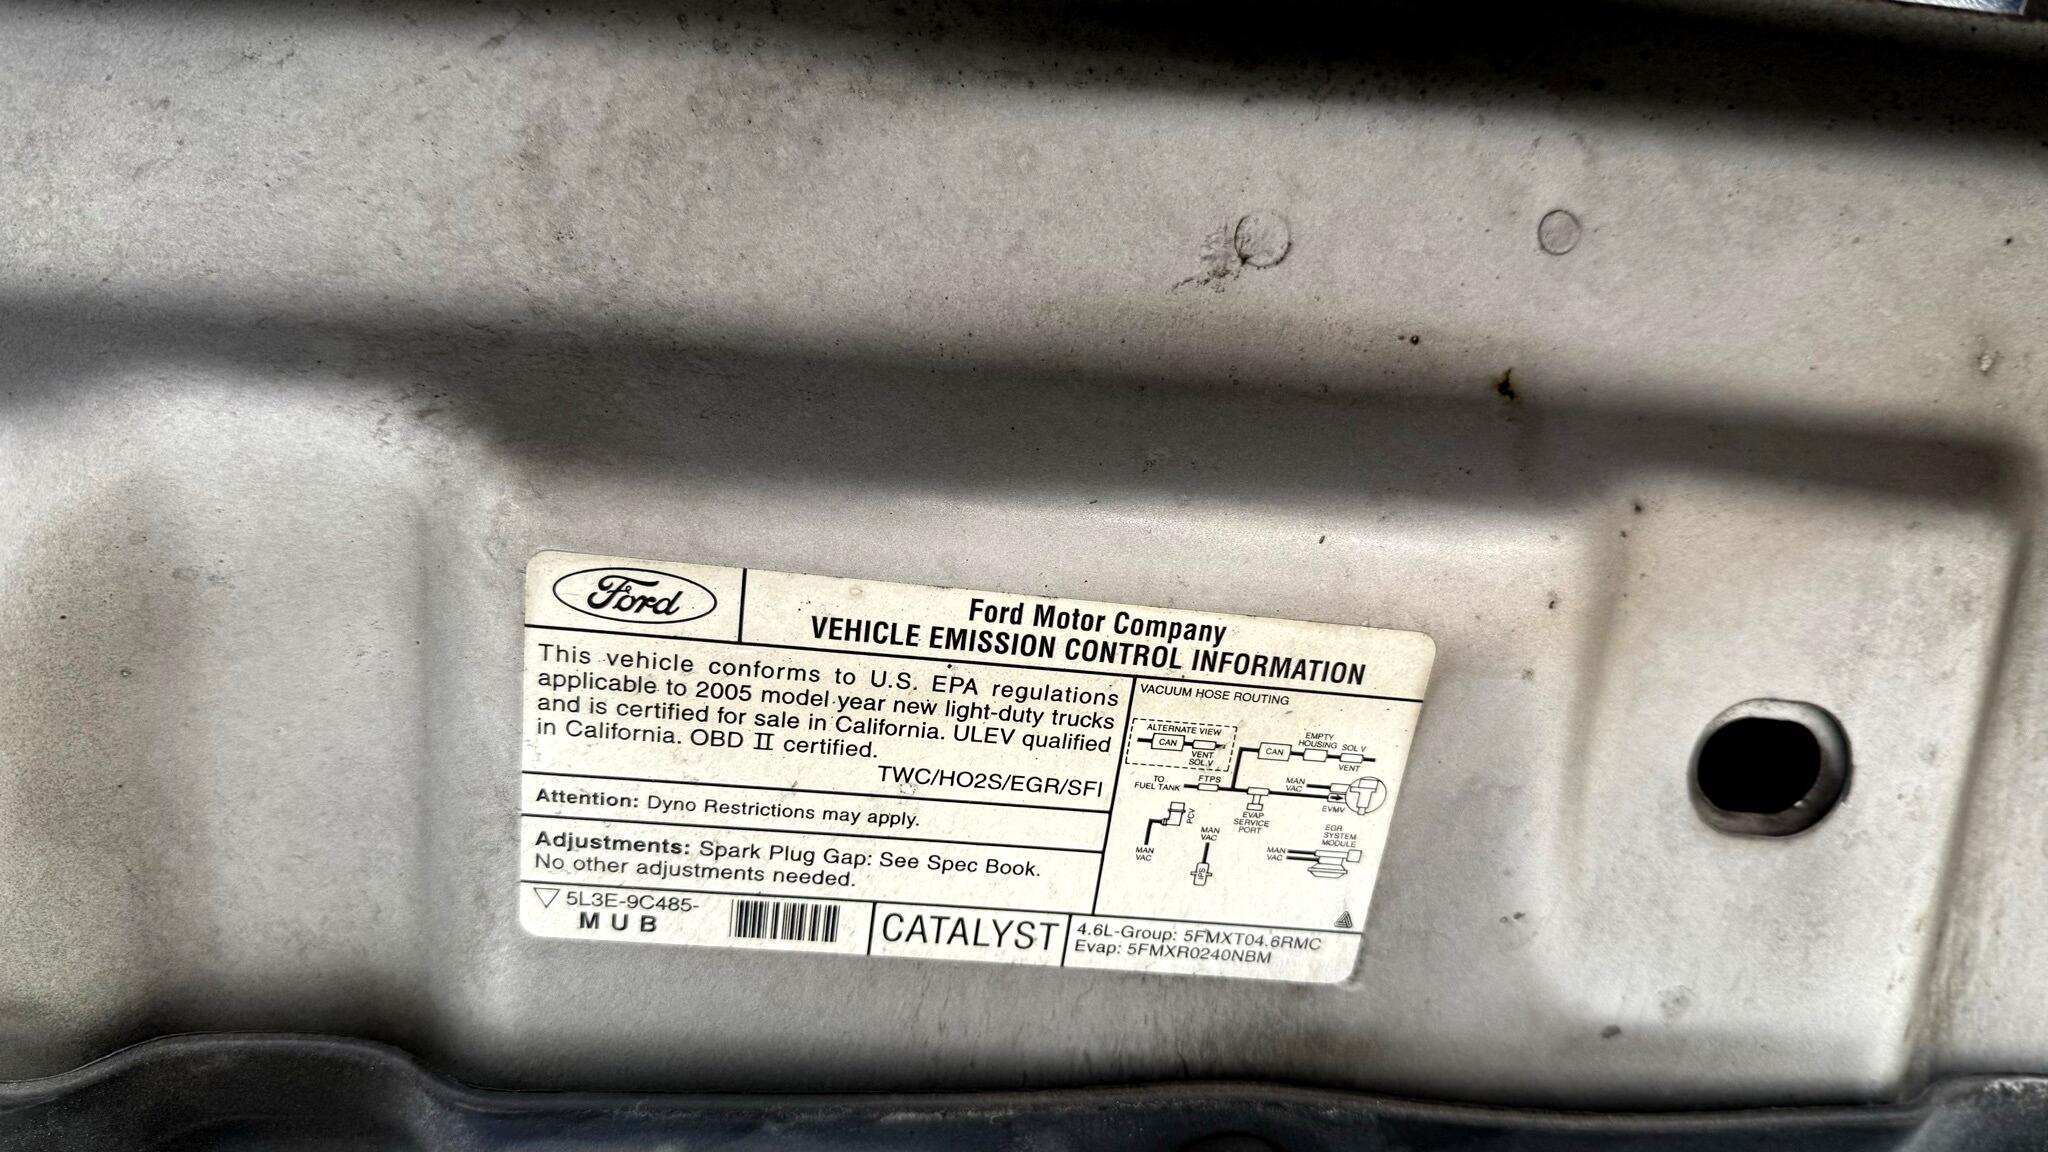 Ford
Ford Motor Company
VEHICLE EMISSION CONTROL INFORMATION
This vehicle conforms to U.S. EPA regulations
applicable to 2005 model year new light-duty trucks
and is certified for sale in California. ULEV qualified
in California. OBD II certified.
TWC/HO2S/EGR/SFI
Attention: Dyno Restrictions may apply.
Adjustments: Spark Plug Gap: See Spec Book.
No other adjustments needed.
5L3E-9C485-
MUB
CATALYST
VACUUM HOSE ROUTING
ALTERNATE VIEW
CAN
VENT
SOL V
EMPTY
HOUSING
SOL V
CAN
VENT
TO
FUEL TANK
FTPS
MAN
VAC
EVMV
EVAP
SERVICE
PORT
PCV
MAN
VAC
MAN
VAC
IPS
EGR
SYSTEM
MODULE
MAN
VAC
4.6L-Group: 5FMXT04.6RMC
Evap: 5FMXR0240NBM